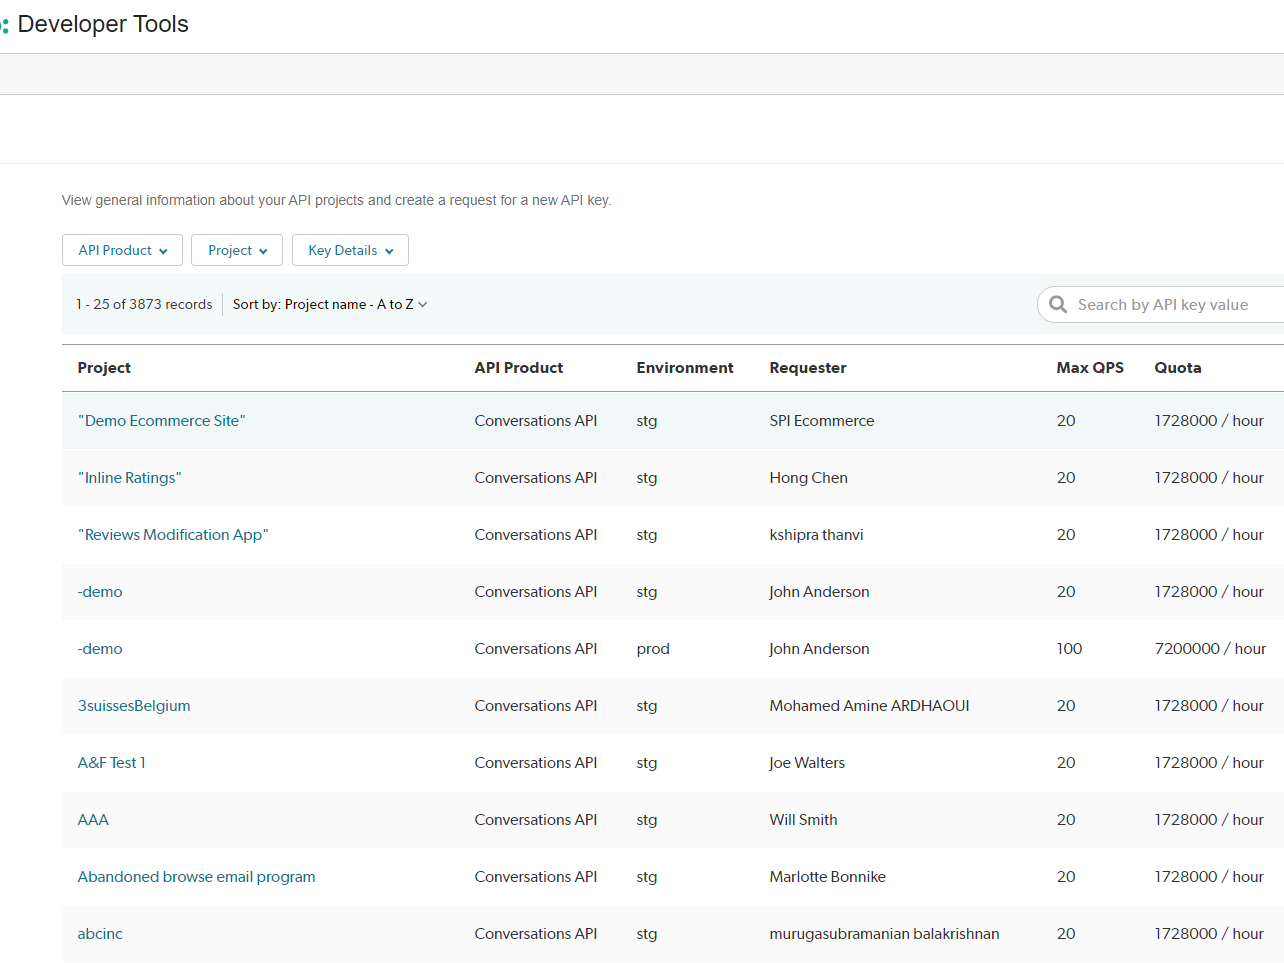 Developer Tools
View general information about your API projects and create a request for a new API key.
API Product Project Key Details
1 - 25 of 3873 records Sort by: Project name - A to Z Search by API key value
Project API Product Environment Requester Max QPS Quota
"Demo Ecommerce Site" Conversations API stg SPI Ecommerce 20 1728000 / hour
"Inline Ratings" Conversations API stg Hong Chen 20 1728000 / hour
"Reviews Modification App" Conversations API stg kshipra thanvi 20 1728000 / hour
-demo Conversations API stg John Anderson 20 1728000 / hour
-demo Conversations API prod John Anderson 100 7200000 / hour
3suissesBelgium Conversations API stg Mohamed Amine ARDHAOUI 20 1728000 / hour
A&F Test 1 Conversations API stg Joe Walters 20 1728000 / hour
AAA Conversations API stg Will Smith 20 1728000 / hour
Abandoned browse email program Conversations API stg Marlotte Bonnike 20 1728000 / hour
abcinc Conversations API stg murugasubramanian balakrishnan 20 1728000 / hour